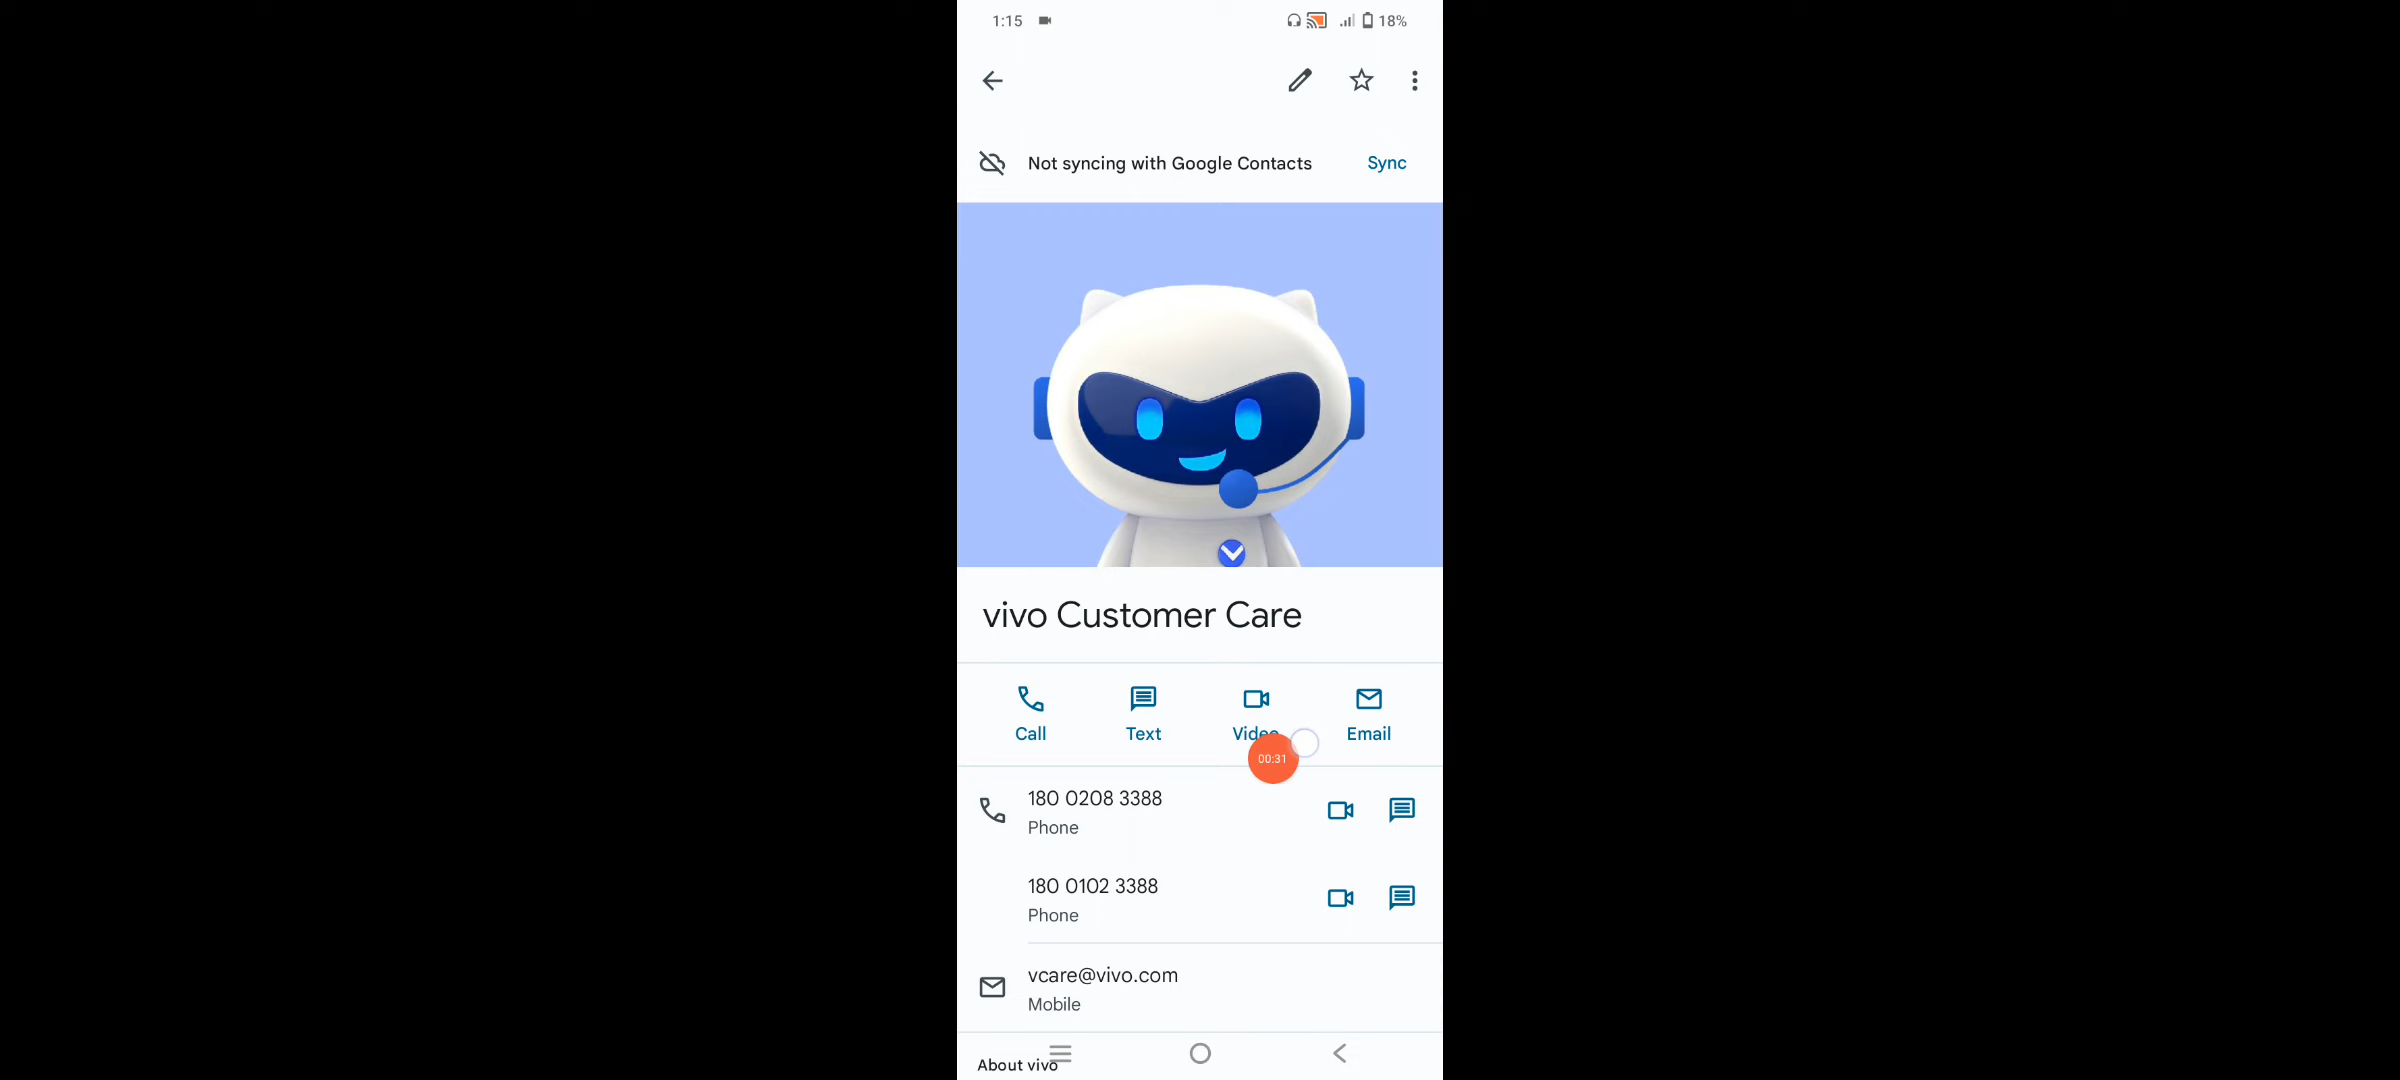 1:15
18%
Not syncing with Google Contacts
Sync
vivo Customer Care
Call
Text
Video
Email
00:31
180 0208 3388
Phone
180 0102 3388
Phone
vcare@vivo.com
Mobile
About vivo